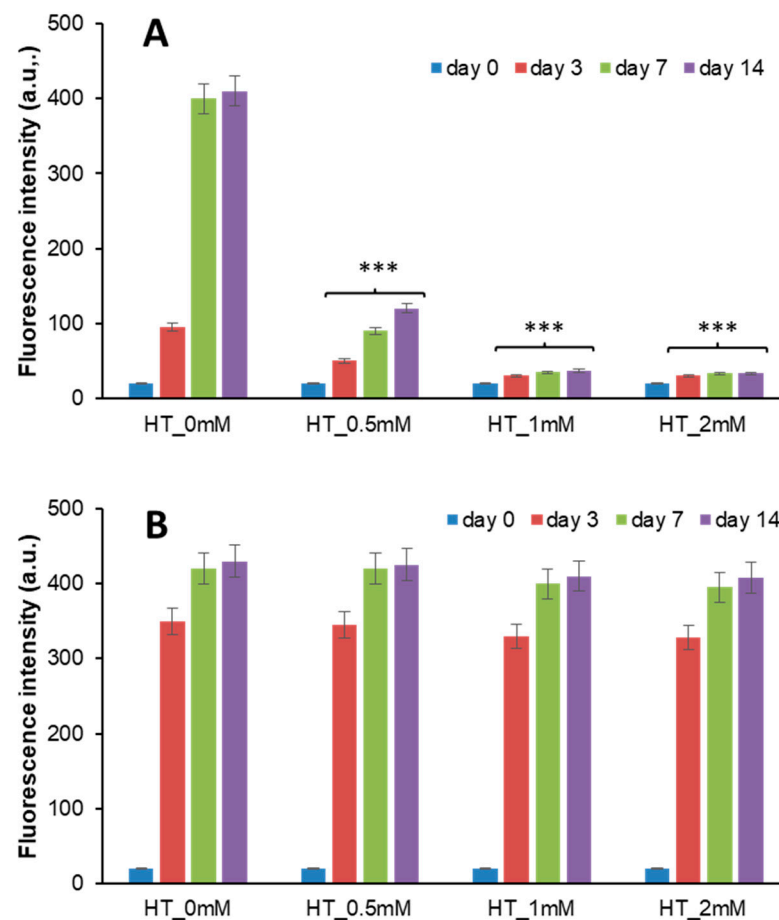 A
Fluorescence intensity (a.u,.)
500
400
300
200
100
0
day 0 day 3 day 7 day 14
***
***
***
HT_0mM HT_0.5mM HT_1mM HT_2mM
B
Fluorescence intensity (a.u.)
500
400
300
200
100
0
day 0 day 3 day 7 day 14
HT_0mM HT_0.5mM HT_1mM HT_2mM